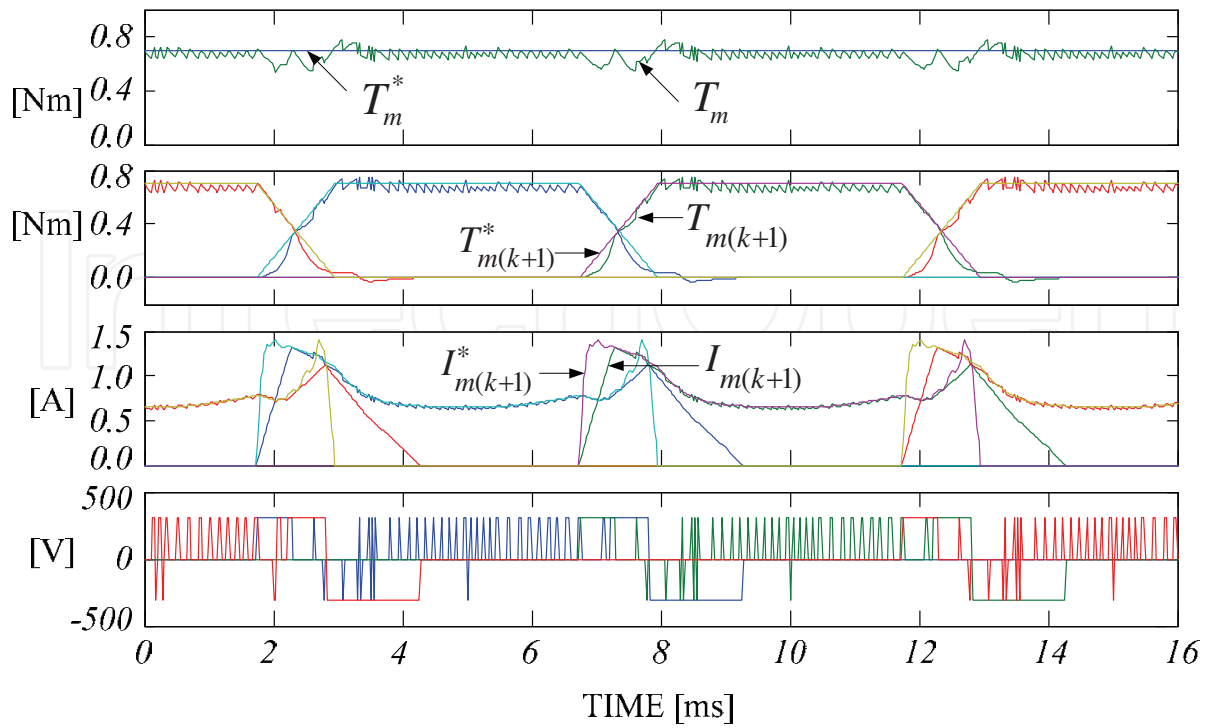 0.8
[Nm] 0.4
0.0
T*m
Tm
0.8
[Nm] 0.4
0.0
T*m(k+1)
Tm(k+1)
1.5
1.0
[A] 0.5
0.0
I*m(k+1)
Im(k+1)
500
[V] 0
-500
0 2 4 6 8 10 12 14 16
TIME [ms]
InTechOpen